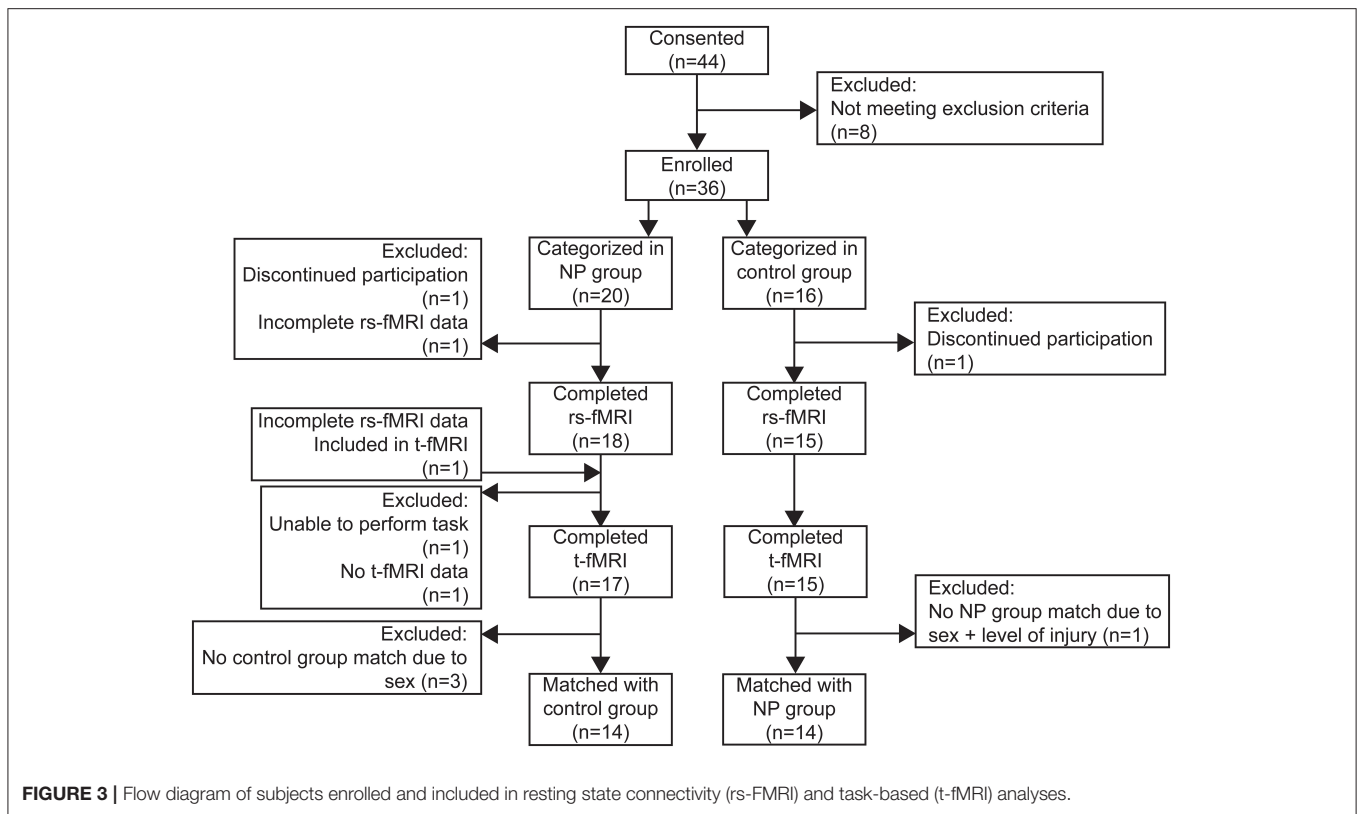 Consented
(n=44)
Excluded:
Not meeting exclusion criteria
(n=8)
Enrolled
(n=36)
Excluded:
Discontinued participation
(n=1)
Incomplete rs-fMRI data
(n=1)
Categorized in
NP group
(n=20)
Categorized in
control group
(n=16)
Excluded:
Discontinued participation
(n=1)
Completed
rs-fMRI
(n=18)
Completed
rs-fMRI
(n=15)
Incomplete rs-fMRI data
Included in t-fMRI
(n=1)
Excluded:
Unable to perform task
(n=1)
No t-fMRI data
(n=1)
Completed
t-fMRI
(n=17)
Completed
t-fMRI
(n=15)
Excluded:
No NP group match due to
sex + level of injury (n=1)
Excluded:
No control group match due to
sex (n=3)
Matched with
control group
(n=14)
Matched with
NP group
(n=14)
FIGURE 3 | Flow diagram of subjects enrolled and included in resting state connectivity (rs-FMRI) and task-based (t-fMRI) analyses.